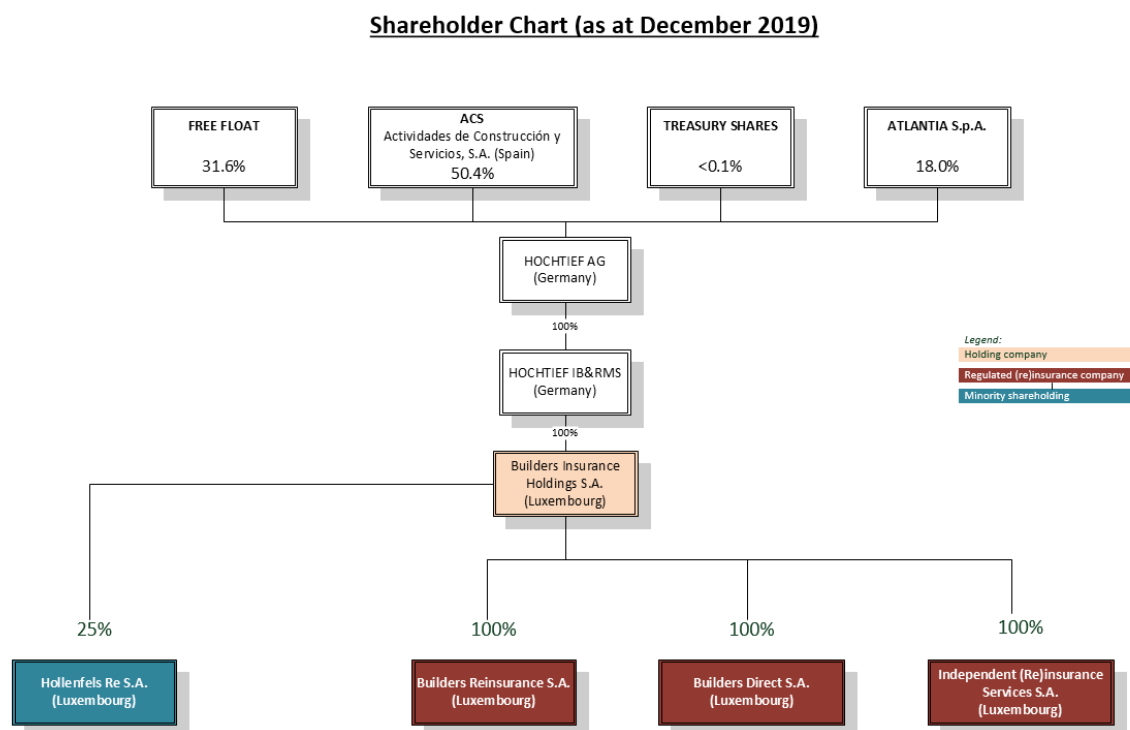 Shareholder Chart (as at December 2019)
FREE FLOAT
31.6%
ACS
Actividades de Construcción y
Servicios, S.A. (Spain)
50.4%
TREASURY SHARES
<0.1%
ATLANTIA S.p.A.
18.0%
HOCHTIEF AG
(Germany)
100%
HOCHTIEF IB&RMS
(Germany)
100%
Legend:
Holding company
Regulated (re)insurance company
Minority shareholding
Builders Insurance
Holdings S.A.
(Luxembourg)
25%
100%
100%
100%
Hollenfels Re S.A.
(Luxembourg)
Builders Reinsurance S.A.
(Luxembourg)
Builders Direct S.A.
(Luxembourg)
Independent (Re)insurance
Services S.A.
(Luxembourg)